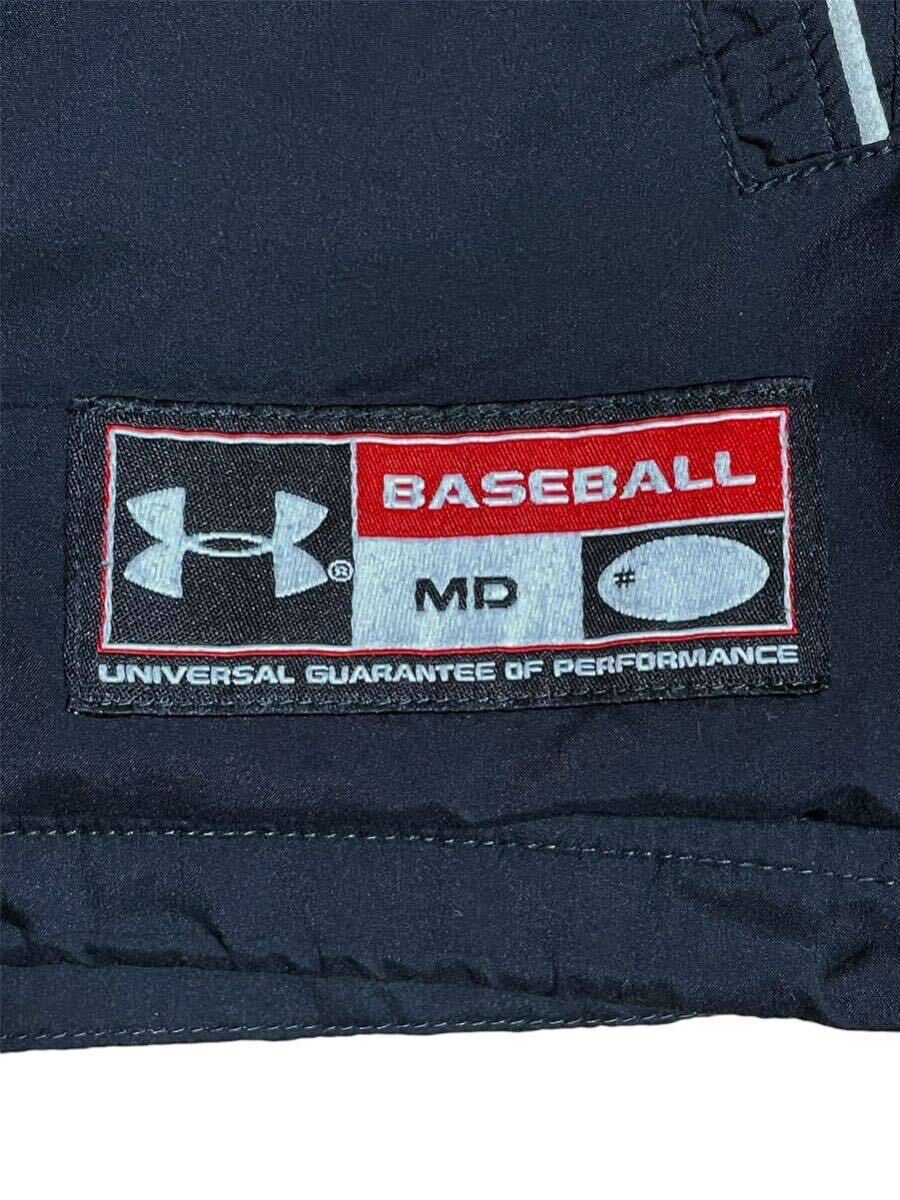 BASEBALL
® MD #
UNIVERSAL GUARANTEE OF PERFORMANCE